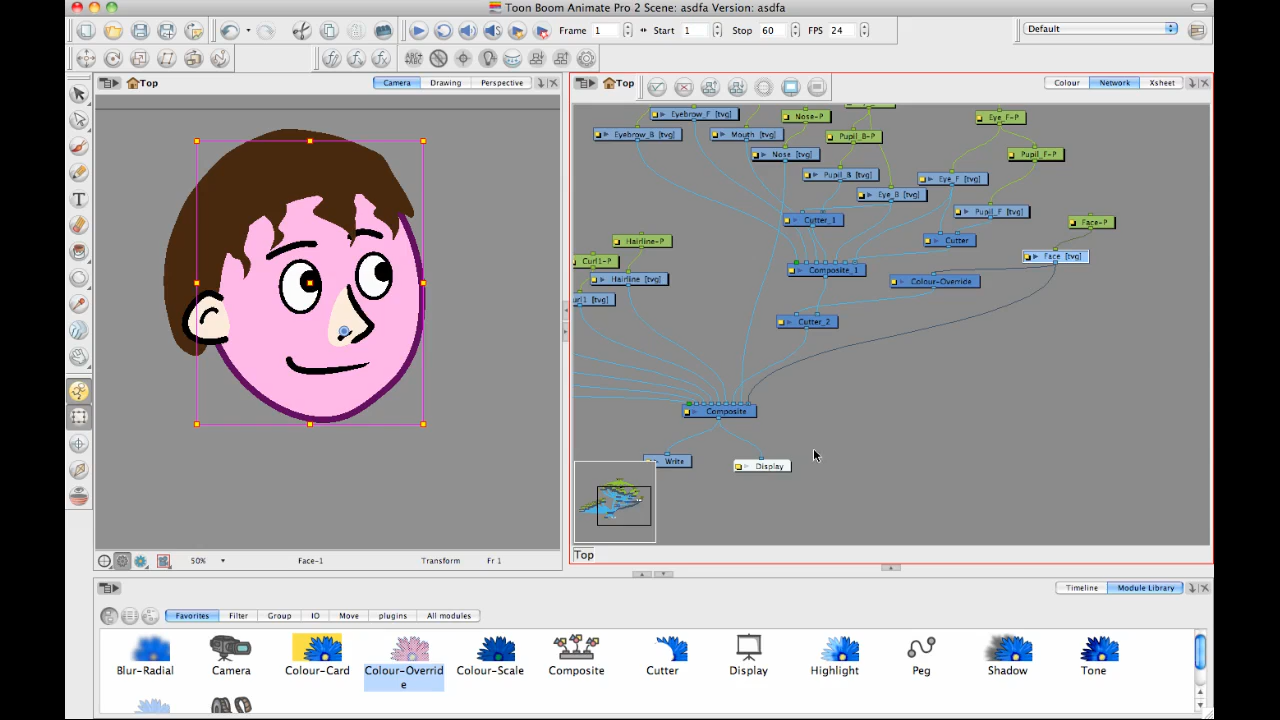 Toon Boom Animate Pro 2 Scene: asdfa Version: asdfa
Frame 1 Start 1 Stop 60 FPS 24 Default
Top Camera Drawing Perspective
Top Colour Network Xsheet
Eyebrow_F [tvg]
Nose-P
Eye_F-P
Eyebrow_B [tvg]
Mouth [tvg]
Pupil_B-P
Nose [tvg]
Pupil_F-P
Pupil_B [tvg]
Eye_F [tvg]
Eye_B [tvg]
Pupil_F [tvg]
Cutter_1
Face-P
Hairline-P
Cutter
Face [tvg]
Curl1-P
Composite_1
Hairline [tvg]
Colour-Override
url1 [tvg]
Cutter_2
Composite
Write
Display
Top
50% Face-1 Transform Fr 1
Timeline Module Library
Favorites Filter Group IO Move plugins All modules
Blur-Radial Camera Colour-Card Colour-Overrid
e Colour-Scale Composite Cutter Display Highlight Peg Shadow Tone